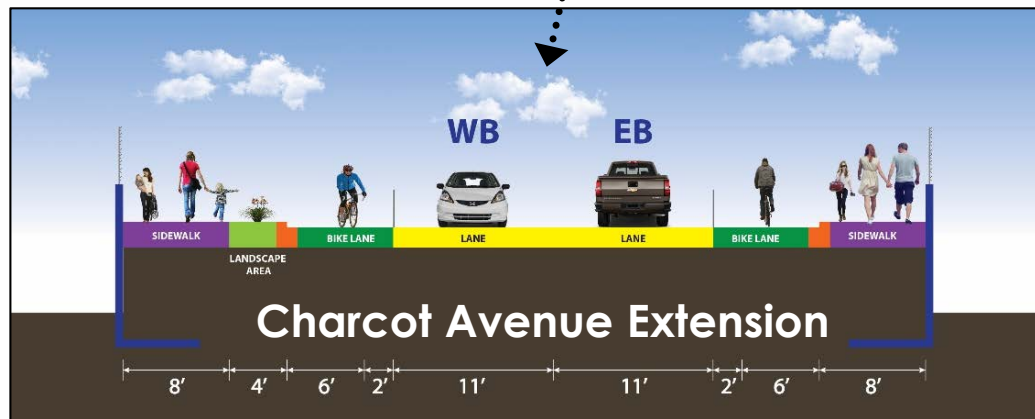 WB
EB
SIDEWALK
BIKE LANE
LANE
LANE
BIKE LANE
SIDEWALK
LANDSCAPE
AREA
Charcot Avenue Extension
8'
4'
6'
2'
11'
11'
2'
6'
8'